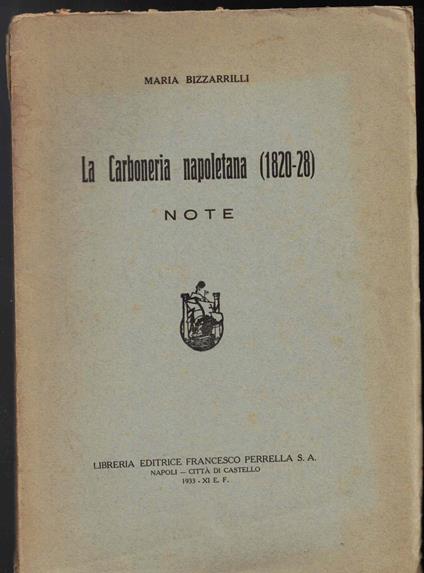 MARIA BIZZARRILLI
La Carboneria napoletana (1820-28)
NOTE
LIBRERIA EDITRICE FRANCESCO PERRELLA S. A.
NAPOLI — CITTÀ DI CASTELLO
1933 - XI E. F.